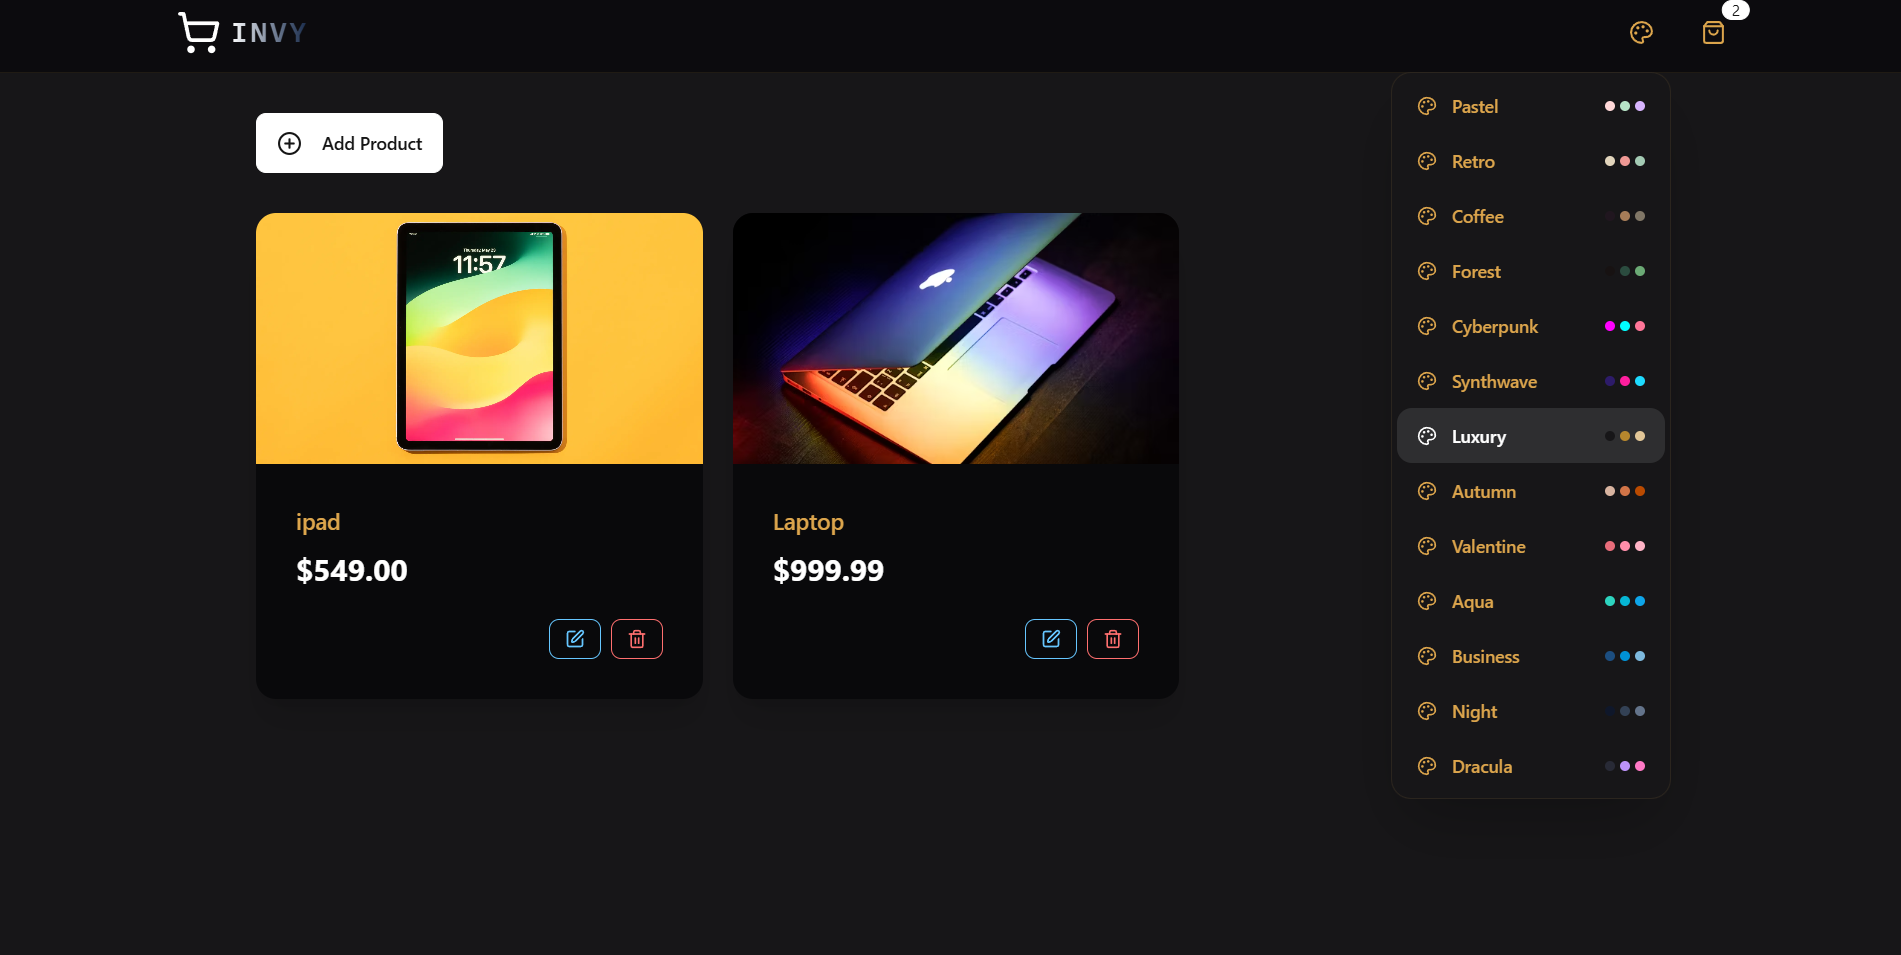 INVY
2
Add Product
Pastel
Retro
Coffee
Forest
Cyberpunk
Synthwave
Luxury
Autumn
Valentine
Aqua
Business
Night
Dracula
11:57
ipad
$549.00
Laptop
$999.99